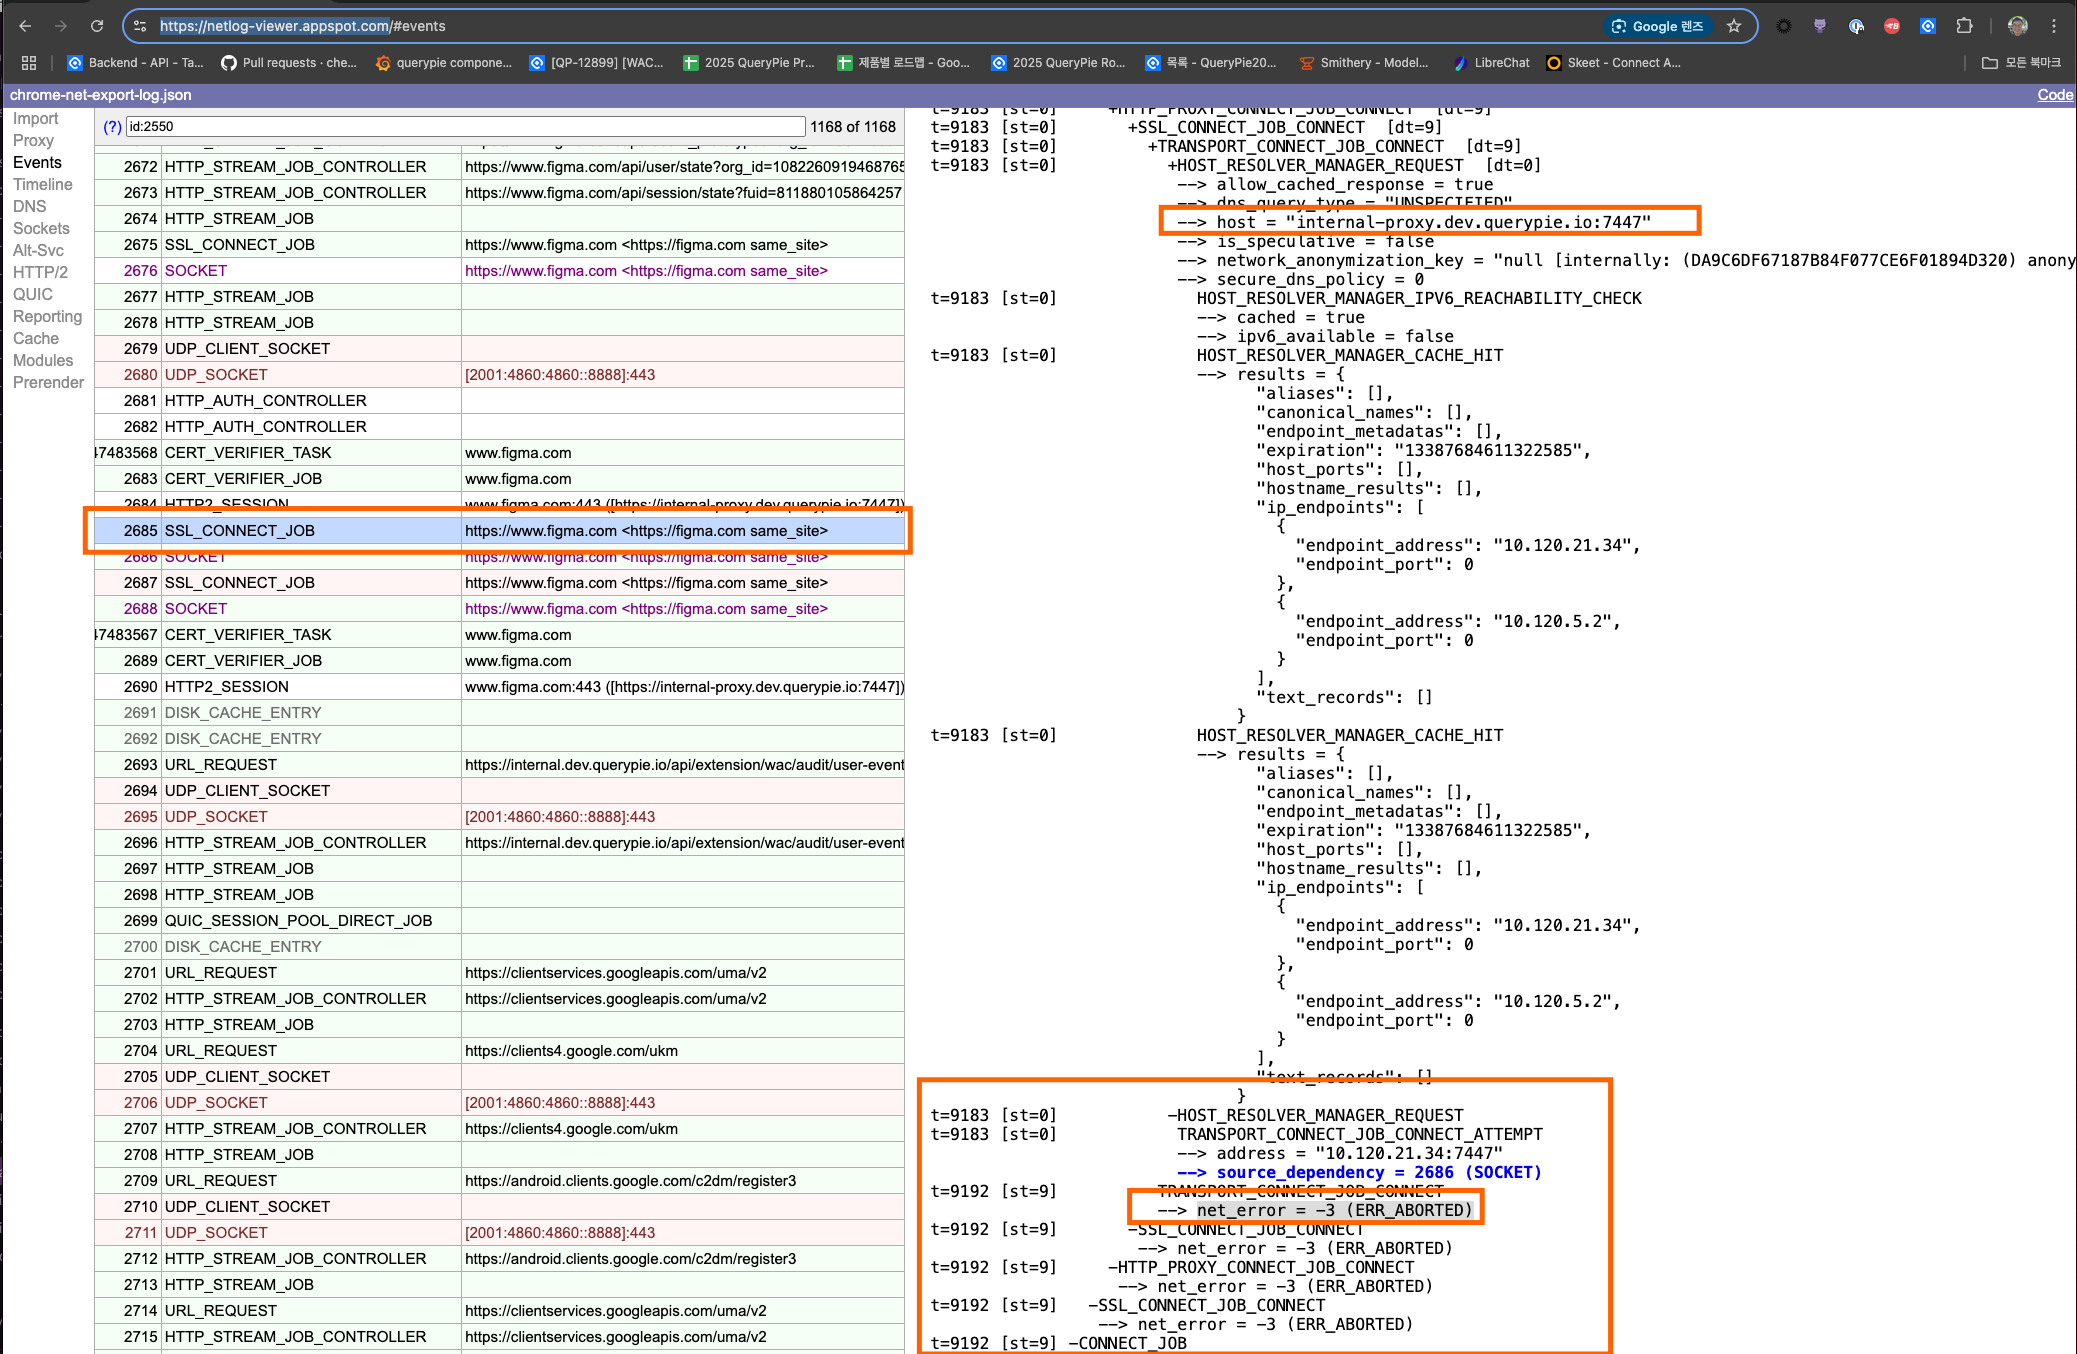 https://netlog-viewer.appspot.com/#events
Google 렌즈
Backend - API - Ta...
Pull requests · che...
querypie compone...
[QP-12899] [WAC...
2025 QueryPie Pr...
제품별 로드맵 - Goo...
2025 QueryPie Ro...
목록 - QueryPie20...
Smithery - Model...
LibreChat
Skeet - Connect A...
모든 북마크
chrome-net-export-log.json
Code
Import
Proxy
Events
Timeline
DNS
Sockets
Alt-Svc
HTTP/2
QUIC
Reporting
Cache
Modules
Prerender
(?) id:2550 1168 of 1168
2672 HTTP_STREAM_JOB_CONTROLLER https://www.figma.com/api/user/state?org_id=1082260919468765
2673 HTTP_STREAM_JOB_CONTROLLER https://www.figma.com/api/session/state?fuid=811880105864257
2674 HTTP_STREAM_JOB
2675 SSL_CONNECT_JOB https://www.figma.com <https://figma.com same_site>
2676 SOCKET https://www.figma.com <https://figma.com same_site>
2677 HTTP_STREAM_JOB
2678 HTTP_STREAM_JOB
2679 UDP_CLIENT_SOCKET
2680 UDP_SOCKET [2001:4860:4860::8888]:443
2681 HTTP_AUTH_CONTROLLER
2682 HTTP_AUTH_CONTROLLER
47483568 CERT_VERIFIER_TASK www.figma.com
2683 CERT_VERIFIER_JOB www.figma.com
2684 HTTP2_SESSION www.figma.com:443 ([https://internal-proxy.dev.querypie.io:7447])
2685 SSL_CONNECT_JOB https://www.figma.com <https://figma.com same_site>
2686 SOCKET https://www.figma.com <https://figma.com same_site>
2687 SSL_CONNECT_JOB https://www.figma.com <https://figma.com same_site>
2688 SOCKET https://www.figma.com <https://figma.com same_site>
47483567 CERT_VERIFIER_TASK www.figma.com
2689 CERT_VERIFIER_JOB www.figma.com
2690 HTTP2_SESSION www.figma.com:443 ([https://internal-proxy.dev.querypie.io:7447])
2691 DISK_CACHE_ENTRY
2692 DISK_CACHE_ENTRY
2693 URL_REQUEST https://internal.dev.querypie.io/api/extension/wac/audit/user-event
2694 UDP_CLIENT_SOCKET
2695 UDP_SOCKET [2001:4860:4860::8888]:443
2696 HTTP_STREAM_JOB_CONTROLLER https://internal.dev.querypie.io/api/extension/wac/audit/user-event
2697 HTTP_STREAM_JOB
2698 HTTP_STREAM_JOB
2699 QUIC_SESSION_POOL_DIRECT_JOB
2700 DISK_CACHE_ENTRY
2701 URL_REQUEST https://clientservices.googleapis.com/uma/v2
2702 HTTP_STREAM_JOB_CONTROLLER https://clientservices.googleapis.com/uma/v2
2703 HTTP_STREAM_JOB
2704 URL_REQUEST https://clients4.google.com/ukm
2705 UDP_CLIENT_SOCKET
2706 UDP_SOCKET [2001:4860:4860::8888]:443
2707 HTTP_STREAM_JOB_CONTROLLER https://clients4.google.com/ukm
2708 HTTP_STREAM_JOB
2709 URL_REQUEST https://android.clients.google.com/c2dm/register3
2710 UDP_CLIENT_SOCKET
2711 UDP_SOCKET [2001:4860:4860::8888]:443
2712 HTTP_STREAM_JOB_CONTROLLER https://android.clients.google.com/c2dm/register3
2713 HTTP_STREAM_JOB
2714 URL_REQUEST https://clientservices.googleapis.com/uma/v2
2715 HTTP_STREAM_JOB_CONTROLLER https://clientservices.googleapis.com/uma/v2
t=9183 [st=0] +HTTP_PROXY_CONNECT_JOB_CONNECT [dt=9]
t=9183 [st=0] +SSL_CONNECT_JOB_CONNECT [dt=9]
t=9183 [st=0] +TRANSPORT_CONNECT_JOB_CONNECT [dt=9]
t=9183 [st=0] +HOST_RESOLVER_MANAGER_REQUEST [dt=0]
--> allow_cached_response = true
--> dns_query_type = "UNSPECIFIED"
--> host = "internal-proxy.dev.querypie.io:7447"
--> is_speculative = false
--> network_anonymization_key = "null [internally: (DA9C6DF67187B84F077CE6F01894D320) anony
--> secure_dns_policy = 0
t=9183 [st=0] HOST_RESOLVER_MANAGER_IPV6_REACHABILITY_CHECK
--> cached = true
--> ipv6_available = false
t=9183 [st=0] HOST_RESOLVER_MANAGER_CACHE_HIT
--> results = {
"aliases": [],
"canonical_names": [],
"endpoint_metadatas": [],
"expiration": "13387684611322585",
"host_ports": [],
"hostname_results": [],
"ip_endpoints": [
{
"endpoint_address": "10.120.21.34",
"endpoint_port": 0
},
{
"endpoint_address": "10.120.5.2",
"endpoint_port": 0
}
],
"text_records": []
}
t=9183 [st=0] HOST_RESOLVER_MANAGER_CACHE_HIT
--> results = {
"aliases": [],
"canonical_names": [],
"endpoint_metadatas": [],
"expiration": "13387684611322585",
"host_ports": [],
"hostname_results": [],
"ip_endpoints": [
{
"endpoint_address": "10.120.21.34",
"endpoint_port": 0
},
{
"endpoint_address": "10.120.5.2",
"endpoint_port": 0
}
],
"text_records": []
}
t=9183 [st=0] -HOST_RESOLVER_MANAGER_REQUEST
t=9183 [st=0] TRANSPORT_CONNECT_JOB_CONNECT_ATTEMPT
--> address = "10.120.21.34:7447"
--> source_dependency = 2686 (SOCKET)
t=9192 [st=9] -TRANSPORT_CONNECT_JOB_CONNECT
--> net_error = -3 (ERR_ABORTED)
t=9192 [st=9] -SSL_CONNECT_JOB_CONNECT
--> net_error = -3 (ERR_ABORTED)
t=9192 [st=9] -HTTP_PROXY_CONNECT_JOB_CONNECT
--> net_error = -3 (ERR_ABORTED)
t=9192 [st=9] -SSL_CONNECT_JOB_CONNECT
--> net_error = -3 (ERR_ABORTED)
t=9192 [st=9] -CONNECT_JOB